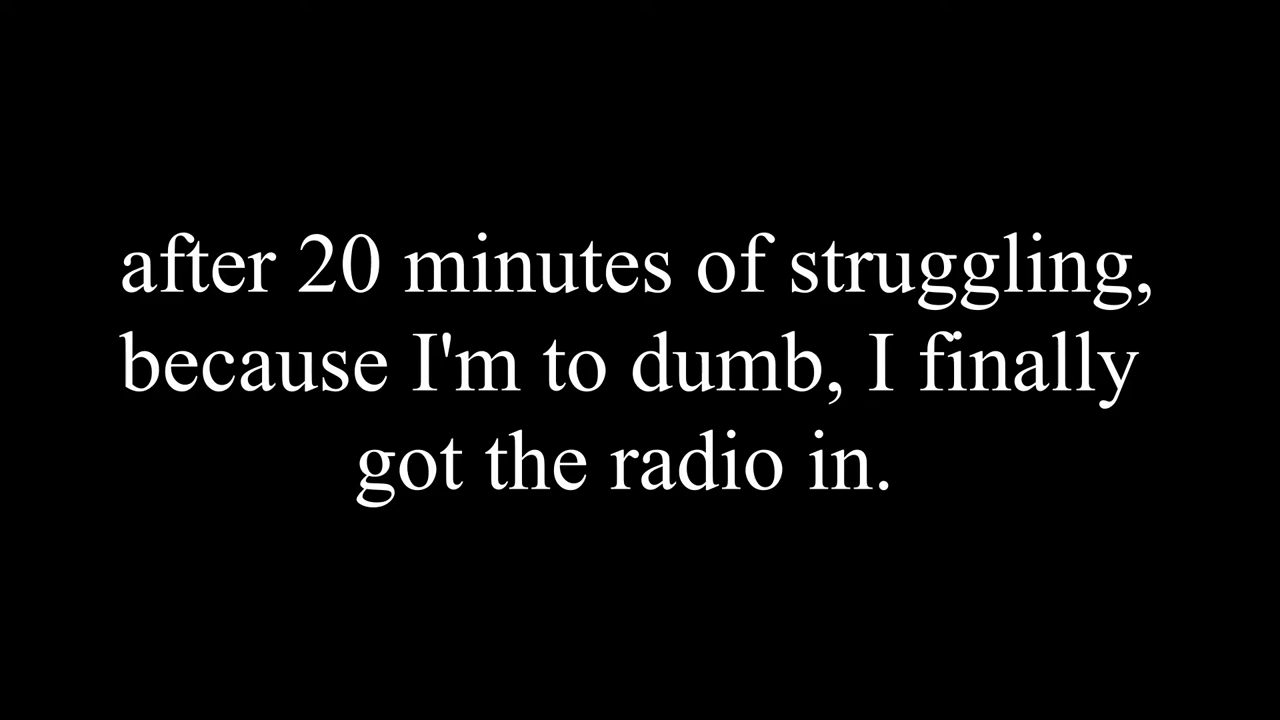 after 20 minutes of struggling,
because I'm to dumb, I finally
got the radio in.